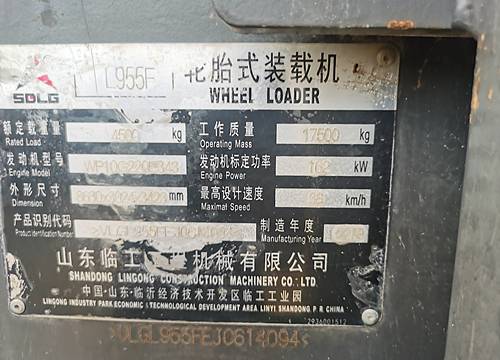 SDLG
L955F
轮胎式装载机
WHEEL LOADER
额定载重量 4500 kg 工作质量 17500 kg
Rated Load Operating Mass
发动机型号 发动机标定功率 162 kW
Engine Model Engine Power
外形尺寸 mm 最高设计速度 km/h
Dimension Maximal Speed
产品识别代码 制造年度
Product Identification Number Manufacturing Year
山东临工 机械有限公司
SHANDONG LINGONG CONSTRUCTION MACHINERY CO.. LTD
中国·山东·临沂经济技术开发区临工工业园
LINGONG INDUSTRY PARK ECONOMIC & TECHNOLOGICAL DEVELOPMENT AREA LINYI SHANDONG P. R. CHINA
2936001512